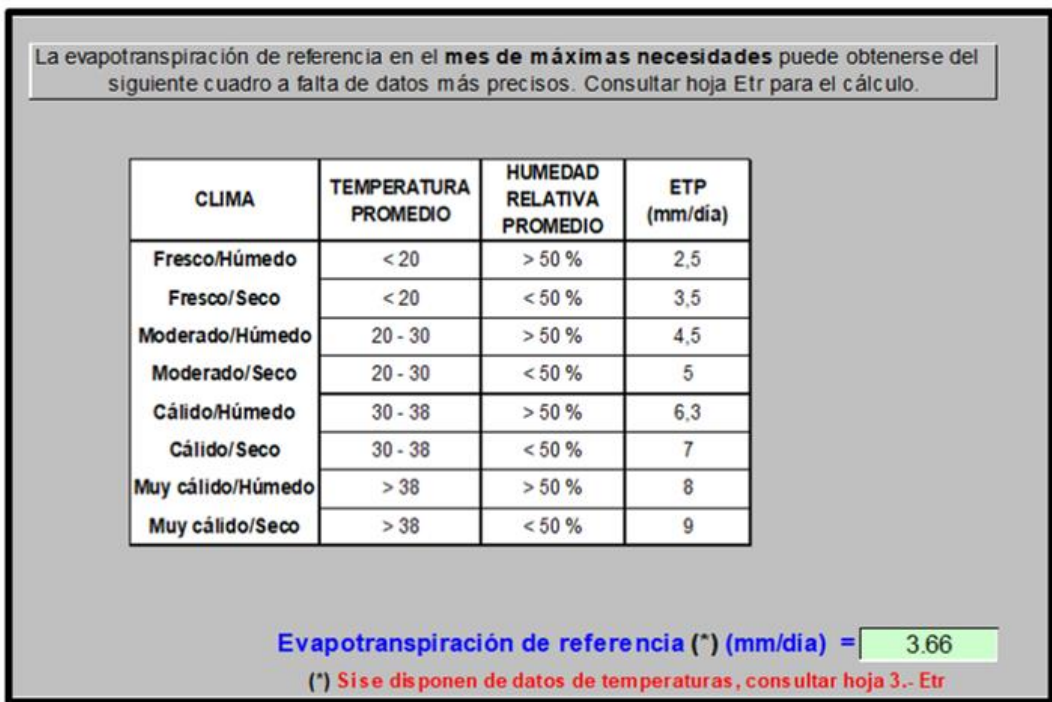 La evapotranspiración de referencia en el mes de máximas necesidades puede obtenerse del
siguiente cuadro a falta de datos más precisos. Consultar hoja Etr para el cálculo.
CLIMA TEMPERATURA PROMEDIO HUMEDAD RELATIVA PROMEDIO ETP (mm/día)
Fresco/Húmedo < 20 > 50 % 2,5
Fresco/Seco < 20 < 50 % 3,5
Moderado/Húmedo 20 - 30 > 50 % 4,5
Moderado/Seco 20 - 30 < 50 % 5
Cálido/Húmedo 30 - 38 > 50 % 6,3
Cálido/Seco 30 - 38 < 50 % 7
Muy cálido/Húmedo > 38 > 50 % 8
Muy cálido/Seco > 38 < 50 % 9
Evapotranspiración de referencia (*) (mm/día) = 3.66
(*) Si se disponen de datos de temperaturas, consultar hoja 3.- Etr